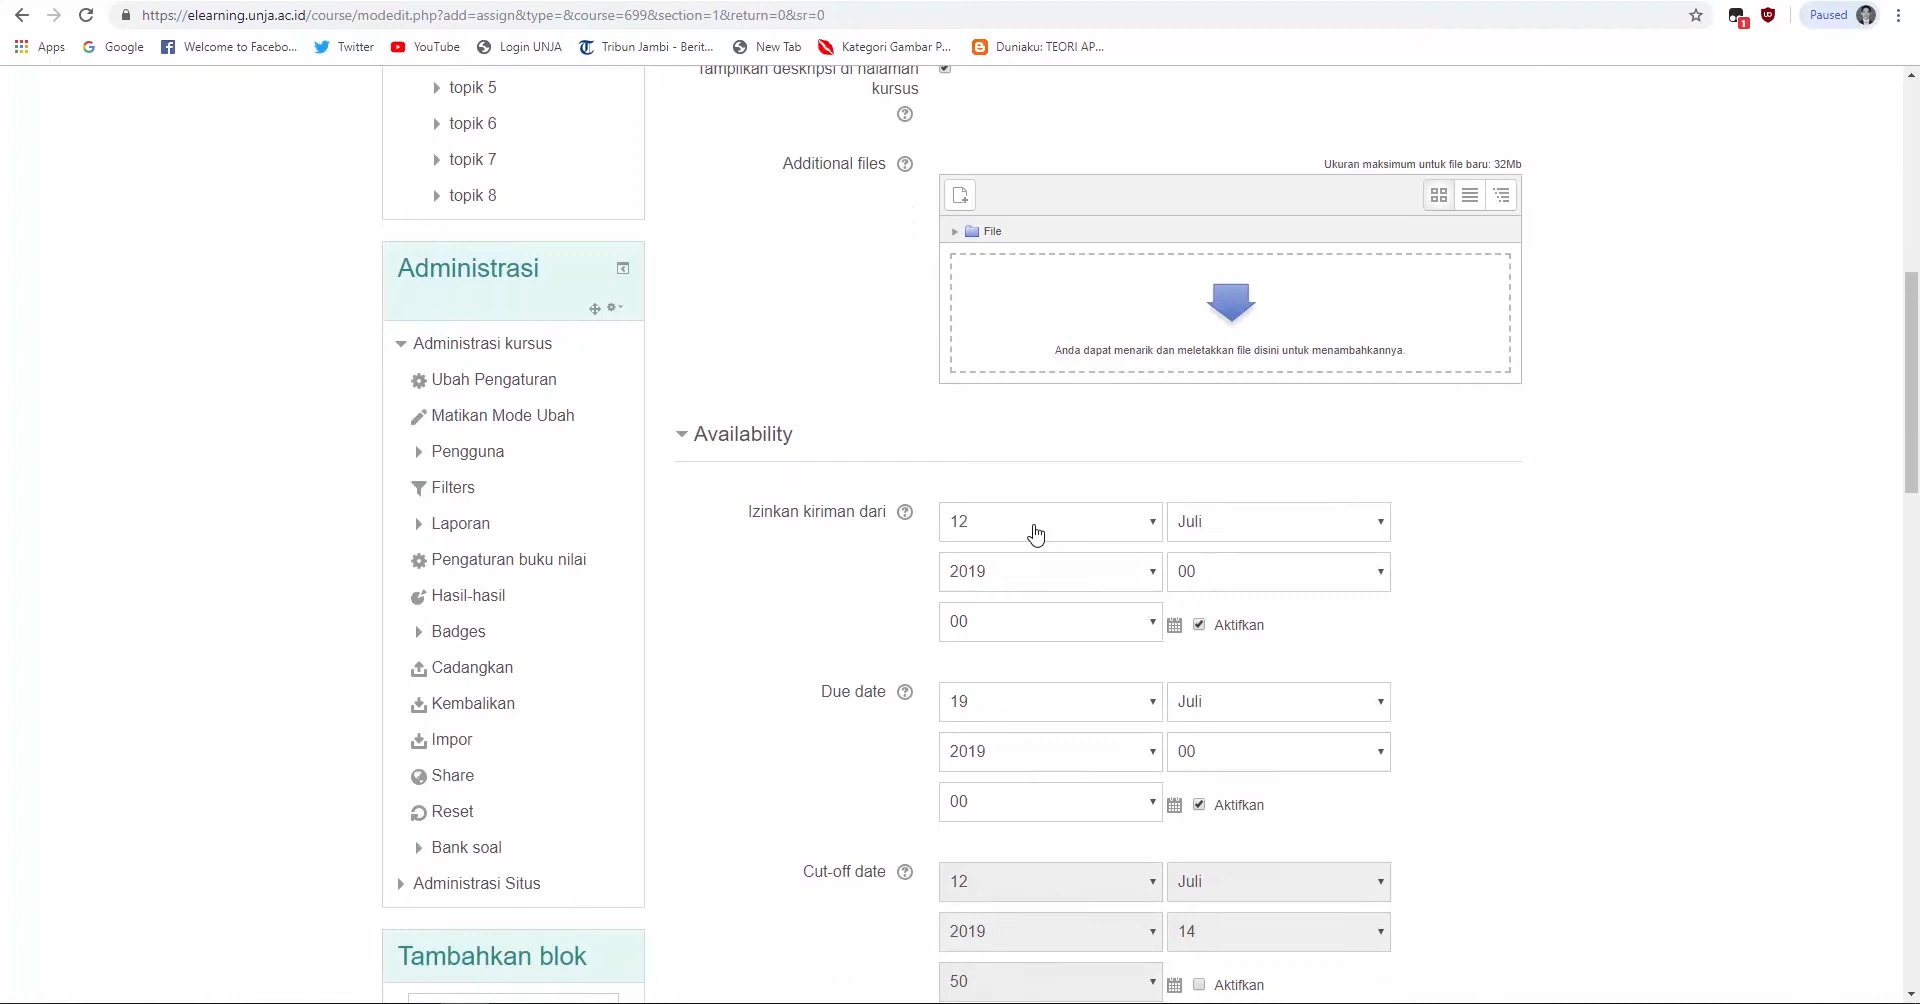 https://elearning.unja.ac.id/course/modedit.php?add=assign&type=&course=699&section=1&return=0&sr=0
1
Paused
Apps
Google
Welcome to Facebo...
Twitter
YouTube
Login UNJA
Tribun Jambi - Berit...
New Tab
Kategori Gambar P...
Duniaku: TEORI AP...
topik 5
topik 6
topik 7
topik 8
Administrasi
Administrasi kursus
Ubah Pengaturan
Matikan Mode Ubah
Pengguna
Filters
Laporan
Pengaturan buku nilai
Hasil-hasil
Badges
Cadangkan
Kembalikan
Impor
Share
Reset
Bank soal
Administrasi Situs
Tambahkan blok
Tampilkan deskripsi di halaman
kursus
Additional files
Ukuran maksimum untuk file baru: 32Mb
File
Anda dapat menarik dan meletakkan file disini untuk menambahkannya.
Availability
Izinkan kiriman dari
12 Juli
2019 00
00 Aktifkan
Due date
19 Juli
2019 00
00 Aktifkan
Cut-off date
12 Juli
2019 14
50 Aktifkan